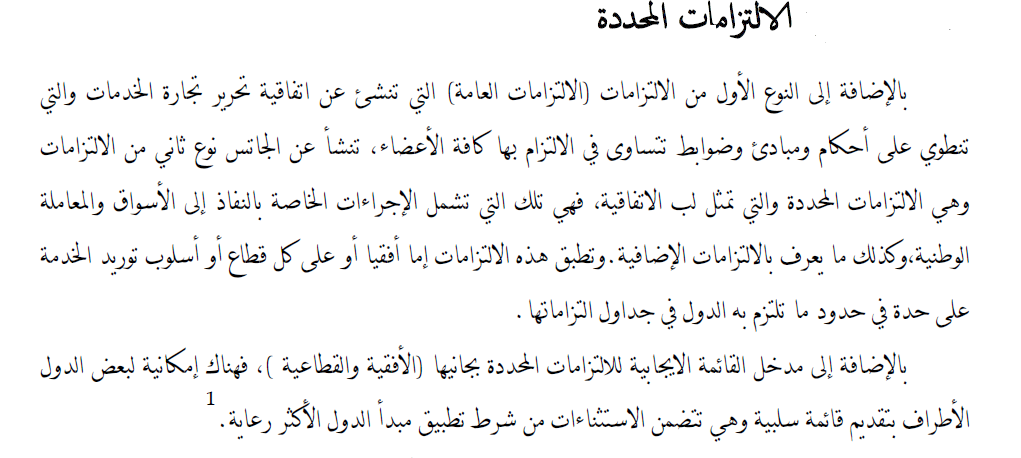 الالتزامات المحددة
بالإضافة إلى النوع الأول من الالتزامات (الالتزامات العامة) التي تنشئ عن اتفاقية تحرير تجارة الخدمات والتي
تنطوي على أحكام ومبادئ وضوابط تتساوى في الالتزام بها كافة الأعضاء، تنشأ عن الجاتس نوع ثاني من الالتزامات
وهي الالتزامات المحددة والتي تمثل لب الاتفاقية، فهي تلك التي تشمل الإجراءات الخاصة بالنفاذ إلى الأسواق والمعاملة
الوطنية،وكذلك ما يعرف بالالتزامات الإضافية.وتطبق هذه الالتزامات إما أفقيا أو على كل قطاع أو أسلوب توريد الخدمة
على حدة في حدود ما تلتزم به الدول في جداول التزاماتها .
بالإضافة إلى مدخل القائمة الايجابية للالتزامات المحددة بجانبها (الأفقية والقطاعية )، فهناك إمكانية لبعض الدول
الأطراف بتقديم قائمة سلبية وهي تتضمن الاستثناءات من شرط تطبيق مبدأ الدول الأكثر رعاية.1